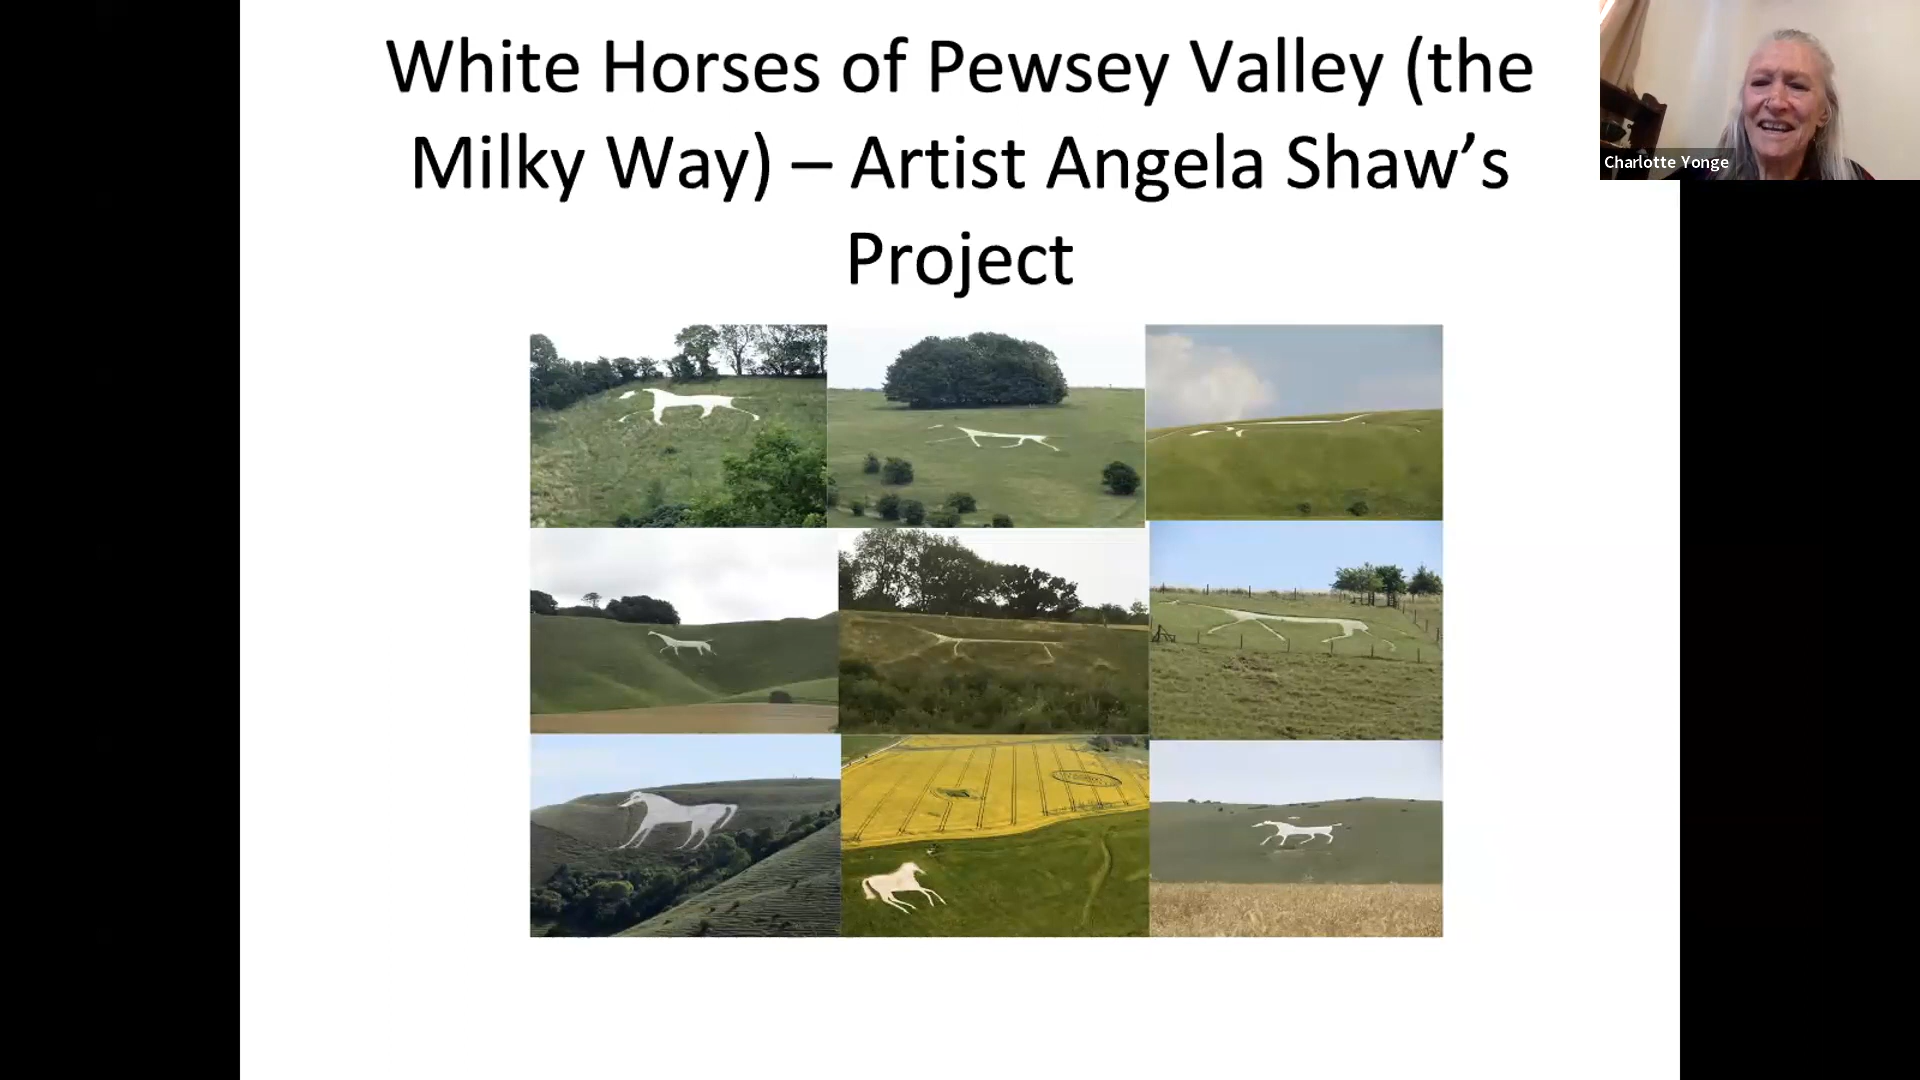 White Horses of Pewsey Valley (the
Milky Way) – Artist Angela Shaw’s
Project
Charlotte Yonge